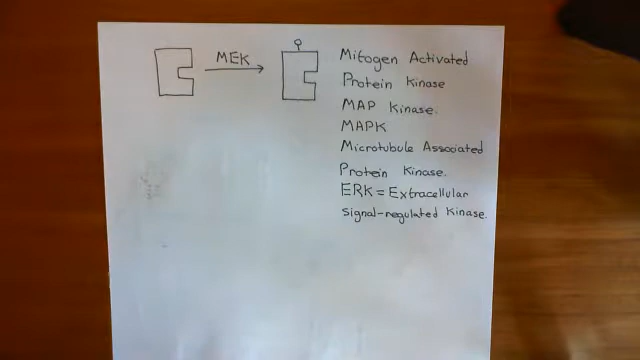 MEK
Mitogen Activated
Protein Kinase
MAP Kinase.
MAPK
Microtubule Associated
Protein Kinase.
ERK = Extracellular
signal-regulated Kinase.